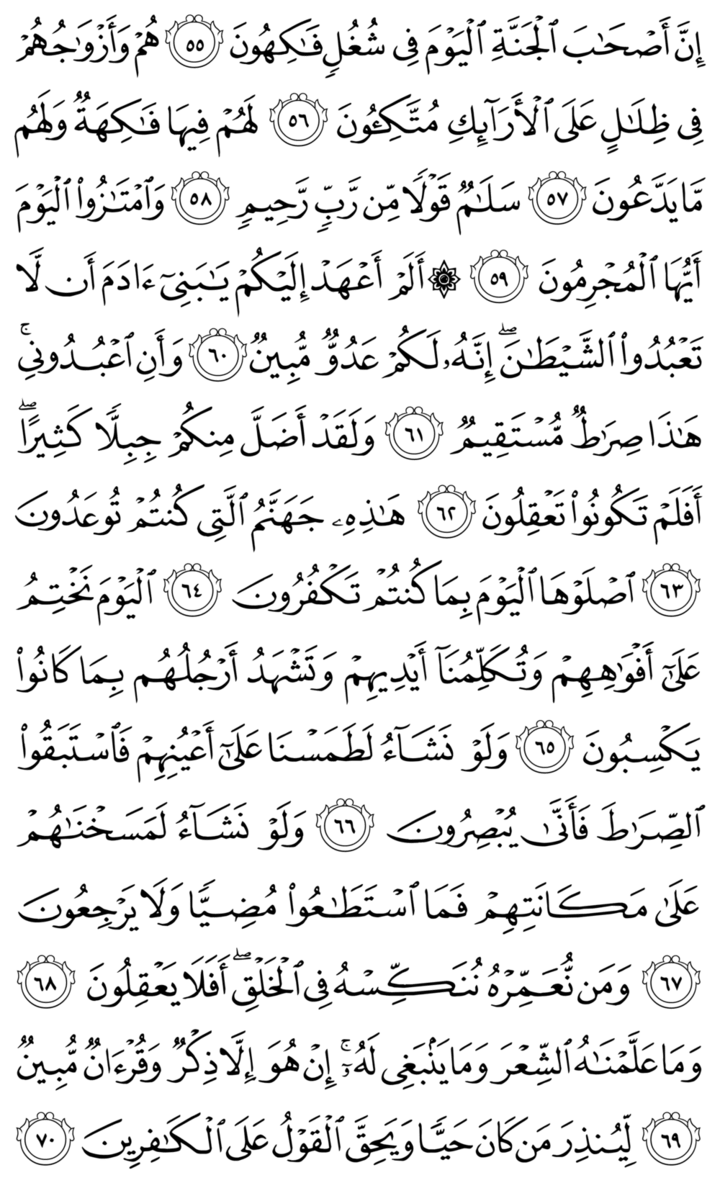 إِنَّ أَصْحَٰبَ ٱلْجَنَّةِ ٱلْيَوْمَ فِى شُغُلٍ فَٰكِهُونَ ٥٥ هُمْ وَأَزْوَٰجُهُمْ
فِى ظِلَٰلٍ عَلَى ٱلْأَرَآئِكِ مُتَّكِـُٔونَ ٥٦ لَهُمْ فِيهَا فَٰكِهَةٌ وَلَهُم
مَّا يَدَّعُونَ ٥٧ سَلَٰمٌ قَوْلًا مِّن رَّبٍّ رَّحِيمٍ ٥٨ وَٱمْتَٰزُوا۟ ٱلْيَوْمَ
أَيُّهَا ٱلْمُجْرِمُونَ ٥٩ ۞ أَلَمْ أَعْهَدْ إِلَيْكُمْ يَٰبَنِىٓ ءَادَمَ أَن لَّا
تَعْبُدُوا۟ ٱلشَّيْطَٰنَ ۖ إِنَّهُۥ لَكُمْ عَدُوٌّ مُّبِينٌ ٦٠ وَأَنِ ٱعْبُدُونِى ۚ
هَٰذَا صِرَٰطٌ مُّسْتَقِيمٌ ٦١ وَلَقَدْ أَضَلَّ مِنكُمْ جِبِلًّا كَثِيرًا ۖ
أَفَلَمْ تَكُونُوا۟ تَعْقِلُونَ ٦٢ هَٰذِهِۦ جَهَنَّمُ ٱلَّتِى كُنتُمْ تُوعَدُونَ
٦٣ ٱصْلَوْهَا ٱلْيَوْمَ بِمَا كُنتُمْ تَكْفُرُونَ ٦٤ ٱلْيَوْمَ نَخْتِمُ
عَلَىٰٓ أَفْوَٰهِهِمْ وَتُكَلِّمُنَآ أَيْدِيهِمْ وَتَشْهَدُ أَرْجُلُهُم بِمَا كَانُوا۟
يَكْسِبُونَ ٦٥ وَلَوْ نَشَآءُ لَطَمَسْنَا عَلَىٰٓ أَعْيُنِهِمْ فَٱسْتَبَقُوا۟
ٱلصِّرَٰطَ فَأَنَّىٰ يُبْصِرُونَ ٦٦ وَلَوْ نَشَآءُ لَمَسَخْنَٰهُمْ
عَلَىٰ مَكَانَتِهِمْ فَمَا ٱسْتَطَٰعُوا۟ مُضِيًّا وَلَا يَرْجِعُونَ
٦٧ وَمَن نُّعَمِّرْهُ نُنَكِّسْهُ فِى ٱلْخَلْقِ ۖ أَفَلَا يَعْقِلُونَ ٦٨
وَمَا عَلَّمْنَٰهُ ٱلشِّعْرَ وَمَا يَنۢبَغِى لَهُۥٓ ۚ إِنْ هُوَ إِلَّا ذِكْرٌ وَقُرْءَانٌ مُّبِينٌ
٦٩ لِّيُنذِرَ مَن كَانَ حَيًّا وَيَحِقَّ ٱلْقَوْلُ عَلَى ٱلْكَٰفِرِينَ ٧٠